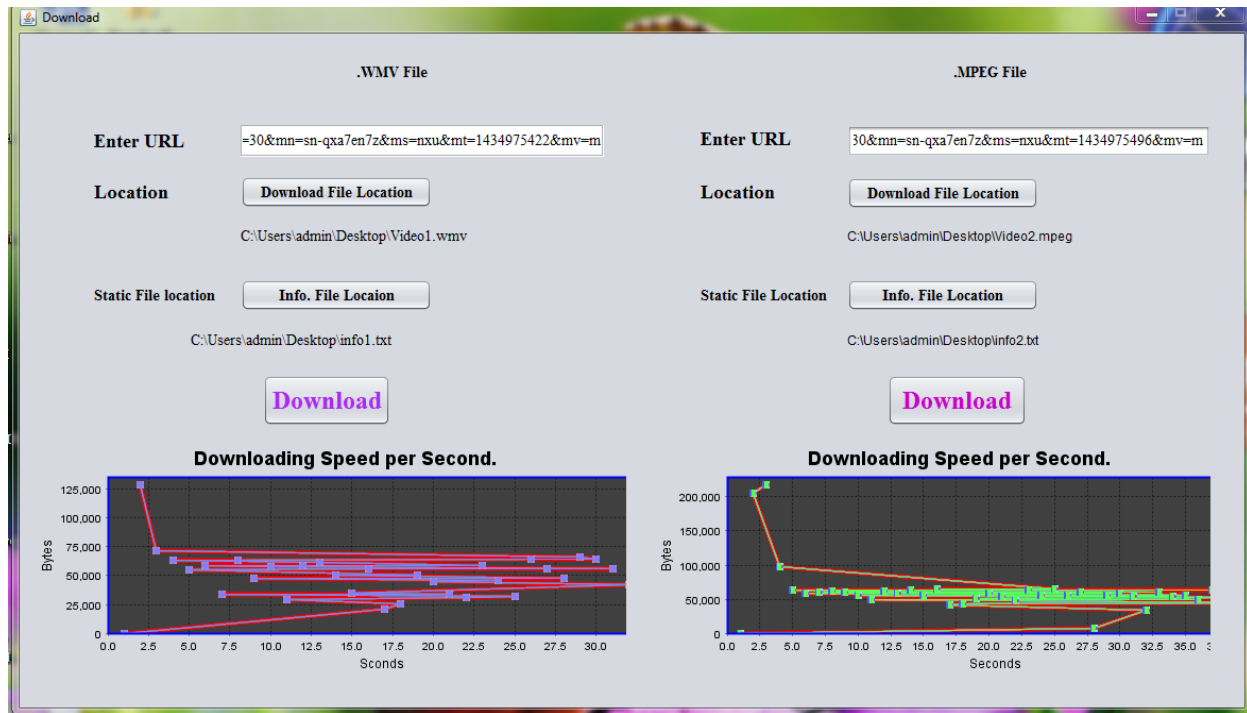 Download
.WMV File
Enter URL
=30&mn=sn-qxa7en7z&ms=nxu&mt=1434975422&mv=m
Location
Download File Location
C:\Users\admin\Desktop\Video1.wmv
Static File location
Info. File Locaion
C:\Users\admin\Desktop\info1.txt
Download
Downloading Speed per Second.
Bytes
125,000
100,000
75,000
50,000
25,000
0
0.0 2.5 5.0 7.5 10.0 12.5 15.0 17.5 20.0 22.5 25.0 27.5 30.0
Sconds
.MPEG File
Enter URL
30&mn=sn-qxa7en7z&ms=nxu&mt=1434975496&mv=m
Location
Download File Location
C:\Users\admin\Desktop\Video2.mpeg
Static File Location
Info. File Location
C:\Users\admin\Desktop\info2.txt
Download
Downloading Speed per Second.
Bytes
200,000
150,000
100,000
50,000
0
0.0 2.5 5.0 7.5 10.0 12.5 15.0 17.5 20.0 22.5 25.0 27.5 30.0 32.5 35.0
Seconds